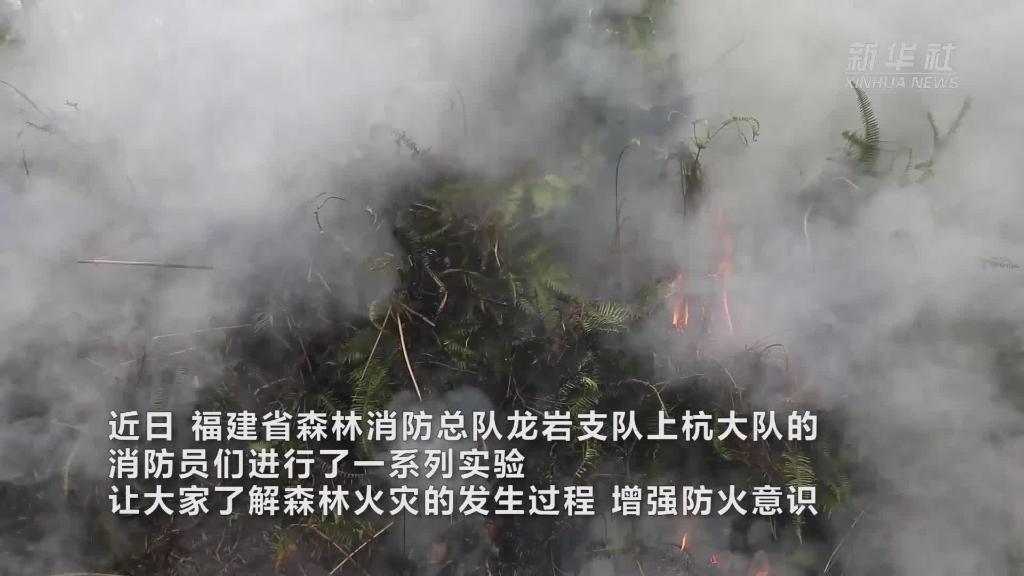 新华社
XINHUA NEWS
近日 福建省森林消防总队龙岩支队上杭大队的
消防员们进行了一系列实验
让大家了解森林火灾的发生过程 增强防火意识